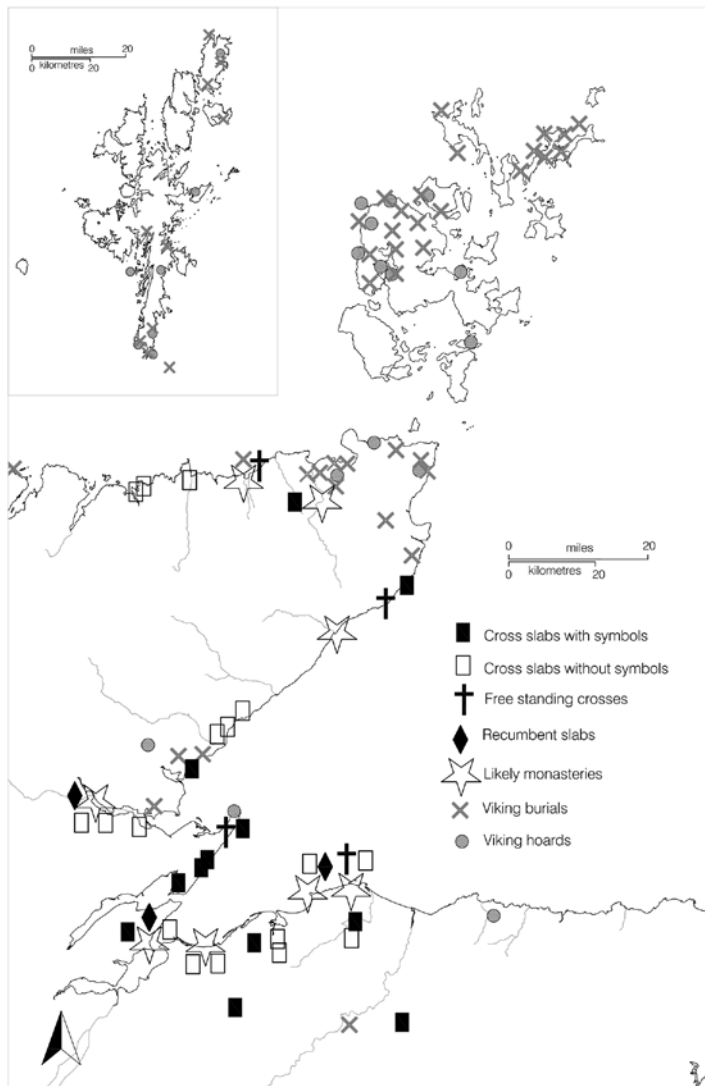 miles
0 20
0 20
kilometres
miles
0 20
0 20
kilometres
Cross slabs with symbols
Cross slabs without symbols
Free standing crosses
Recumbent slabs
Likely monasteries
Viking burials
Viking hoards